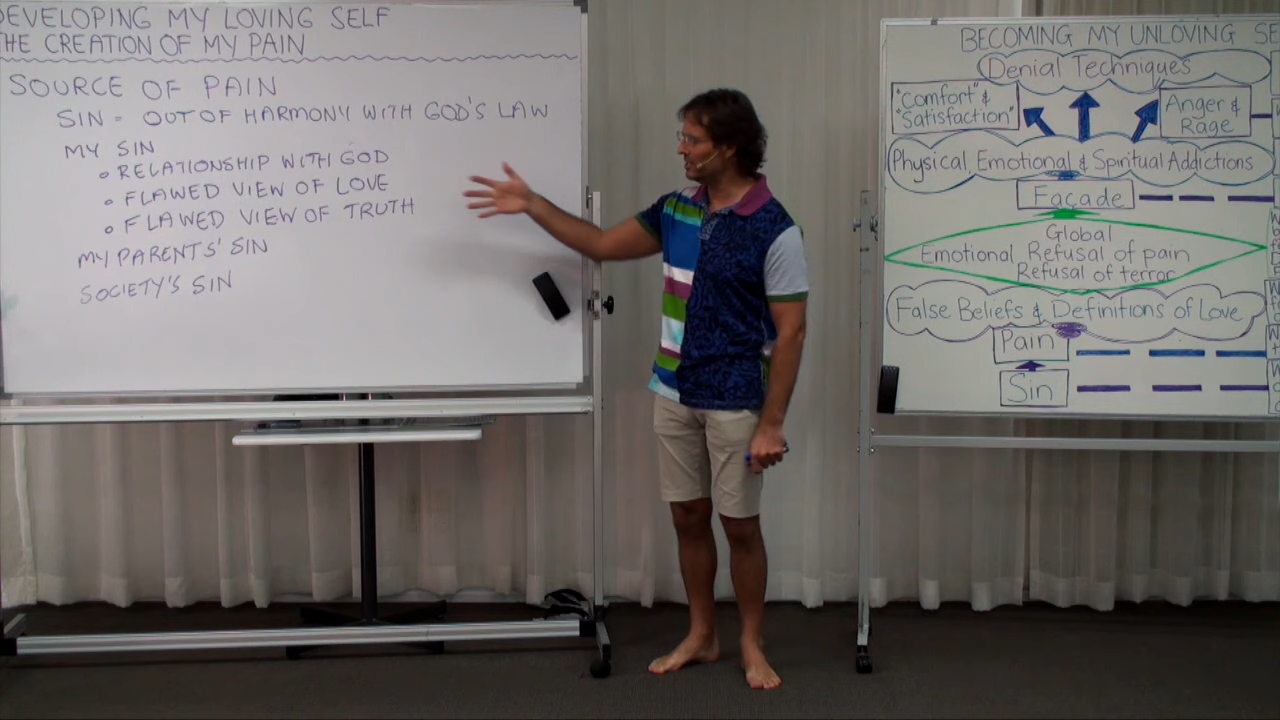 DEVELOPING MY LOVING SELF
THE CREATION OF MY PAIN
SOURCE OF PAIN
SIN = OUT OF HARMONY WITH GOD'S LAW
MY SIN
RELATIONSHIP WITH GOD
FLAWED VIEW OF LOVE
FLAWED VIEW OF TRUTH
MY PARENTS' SIN
SOCIETY'S SIN
BECOMING MY UNLOVING SE
Denial Techniques
"Comfort" &
"Satisfaction"
Anger &
Rage
Physical, Emotional & Spiritual Addictions
Façade
Global
Emotional Refusal of pain
Refusal of terror
False Beliefs & Definitions of Love
Pain
Sin